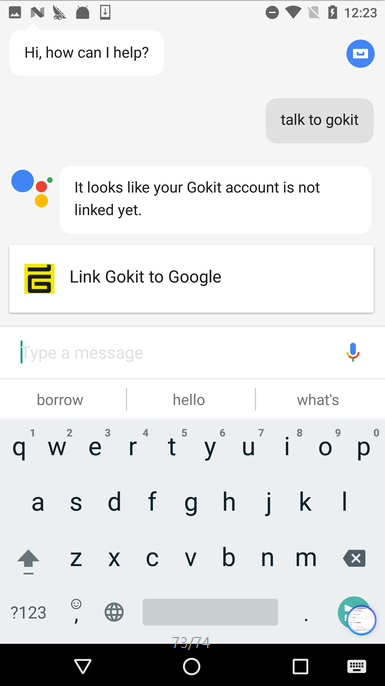 12:23
Hi, how can I help?
talk to gokit
It looks like your Gokit account is not
linked yet.
Link Gokit to Google
Type a message
borrow hello what's
1 2 3 4 5 6 7 8 9 0
q w e r t y u i o p
a s d f g h j k l
z x c v b n m
?123 , .
73/74